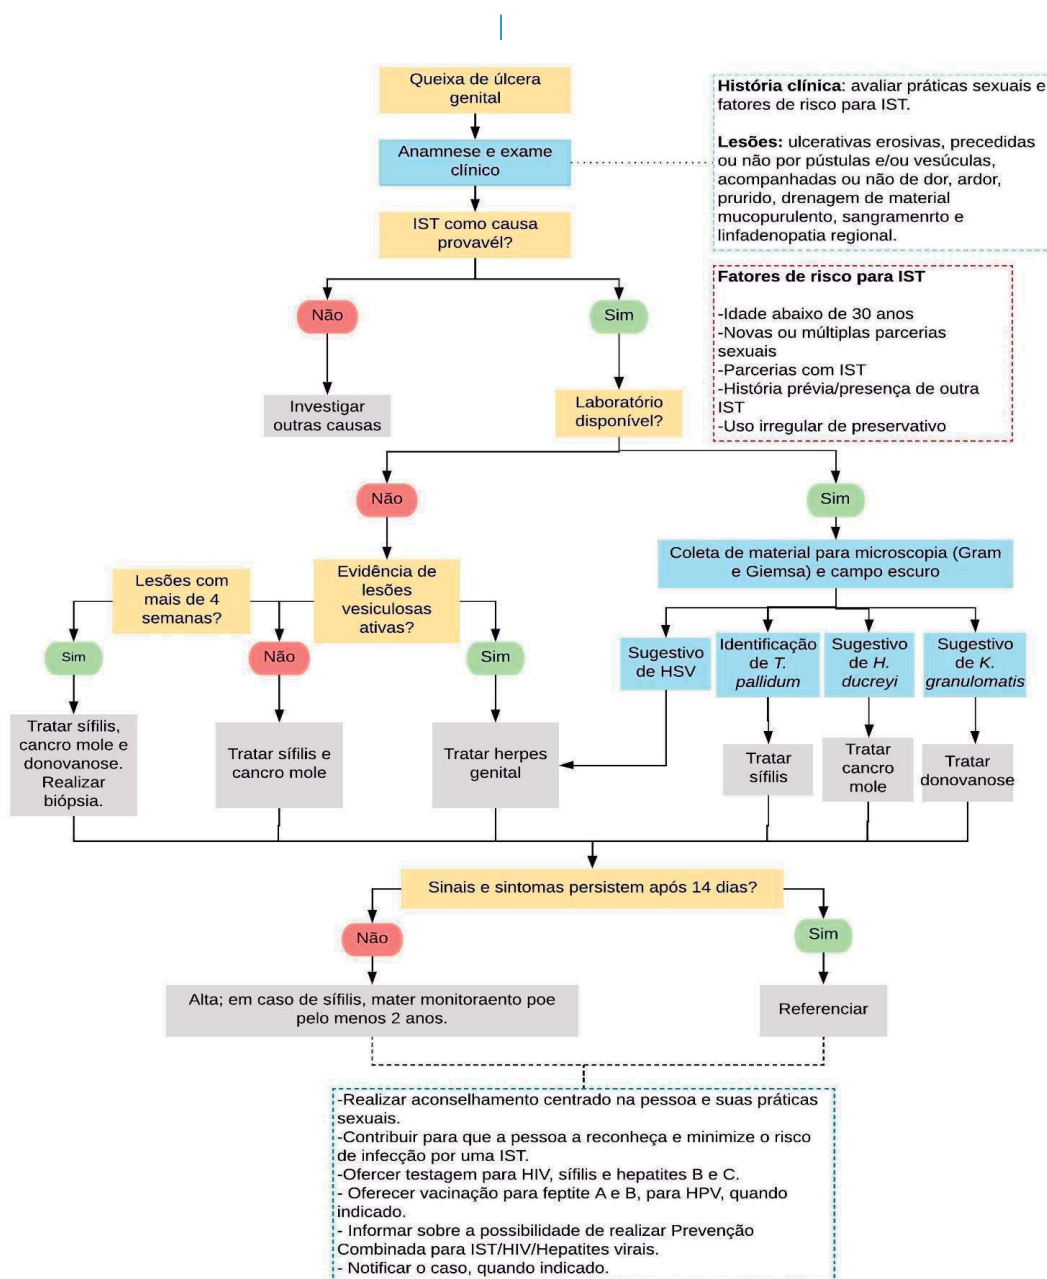 Queixa de úlcera
genital
História clínica: avaliar práticas sexuais e
fatores de risco para IST.
Lesões: ulcerativas erosivas, precedidas
ou não por pústulas e/ou vesúculas,
acompanhadas ou não de dor, ardor,
prurido, drenagem de material
mucopurulento, sangramenrto e
linfadenopatia regional.
Anamnese e exame
clínico
IST como causa
provavél?
Fatores de risco para IST
-Idade abaixo de 30 anos
-Novas ou múltiplas parcerias
sexuais
-Parcerias com IST
-História prévia/presença de outra
IST
-Uso irregular de preservativo
Não
Sim
Investigar
outras causas
Laboratório
disponível?
Não
Sim
Coleta de material para microscopia (Gram
e Giemsa) e campo escuro
Lesões com
mais de 4
semanas?
Evidência de
lesões
vesiculosas
ativas?
Sim
Não
Sim
Sugestivo
de HSV
Identificação
de T.
pallidum
Sugestivo
de H.
ducreyi
Sugestivo
de K.
granulomatis
Tratar sífilis,
cancro mole e
donovanose.
Realizar
biópsia.
Tratar sífilis e
cancro mole
Tratar herpes
genital
Tratar
sífilis
Tratar
cancro
mole
Tratar
donovanose
Sinais e sintomas persistem após 14 dias?
Não
Sim
Alta; em caso de sífilis, mater monitoraento poe
pelo menos 2 anos.
Referenciar
-Realizar aconselhamento centrado na pessoa e suas práticas
sexuais.
-Contribuir para que a pessoa a reconheça e minimize o risco
de infecção por uma IST.
-Ofercer testagem para HIV, sífilis e hepatites B e C.
- Oferecer vacinação para feptite A e B, para HPV, quando
indicado.
- Informar sobre a possibilidade de realizar Prevenção
Combinada para IST/HIV/Hepatites virais.
- Notificar o caso, quando indicado.